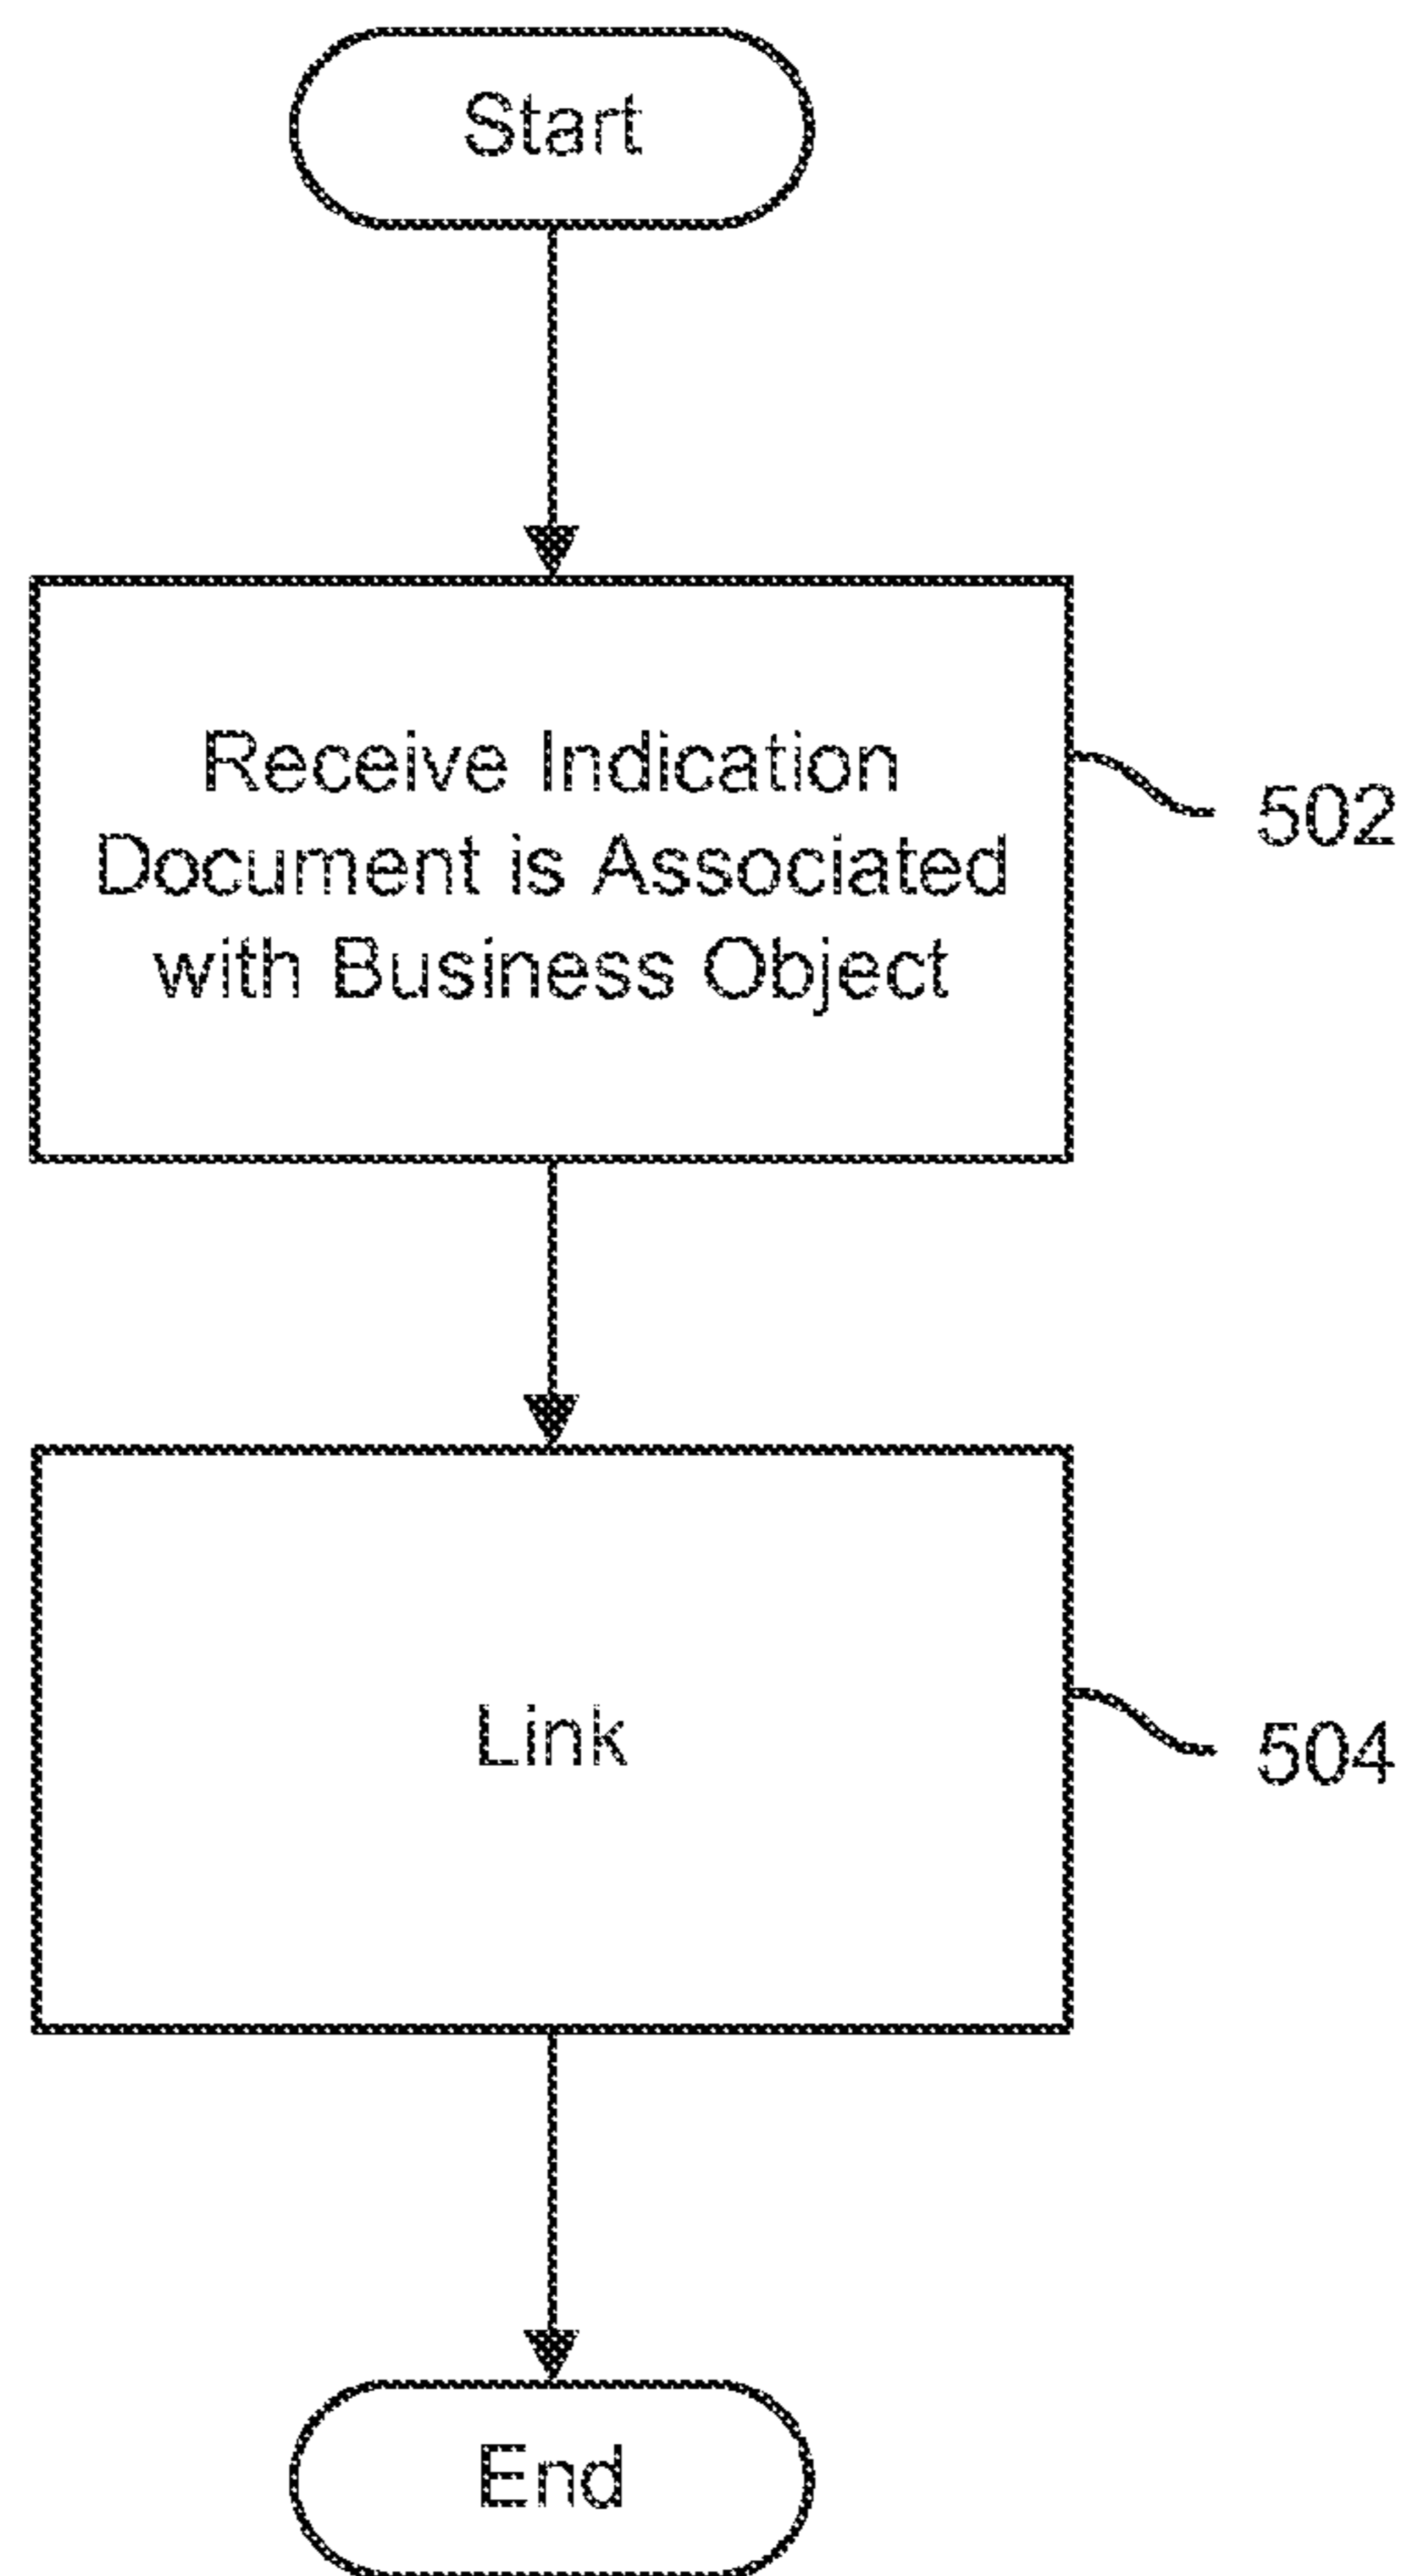 Start
Receive Indication
Document is Associated
with Business Object
502
Link
504
End